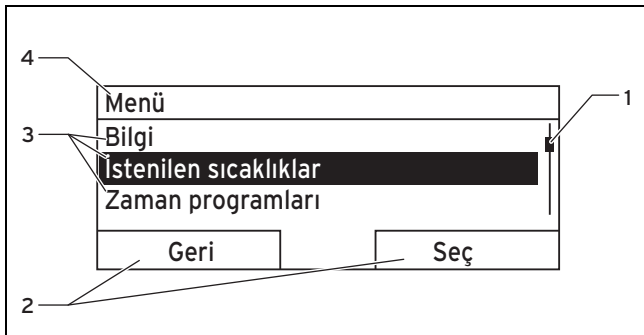 4
Menü
1
3
Bilgi
İstenilen sıcaklıklar
Zaman programları
Geri
Seç
2